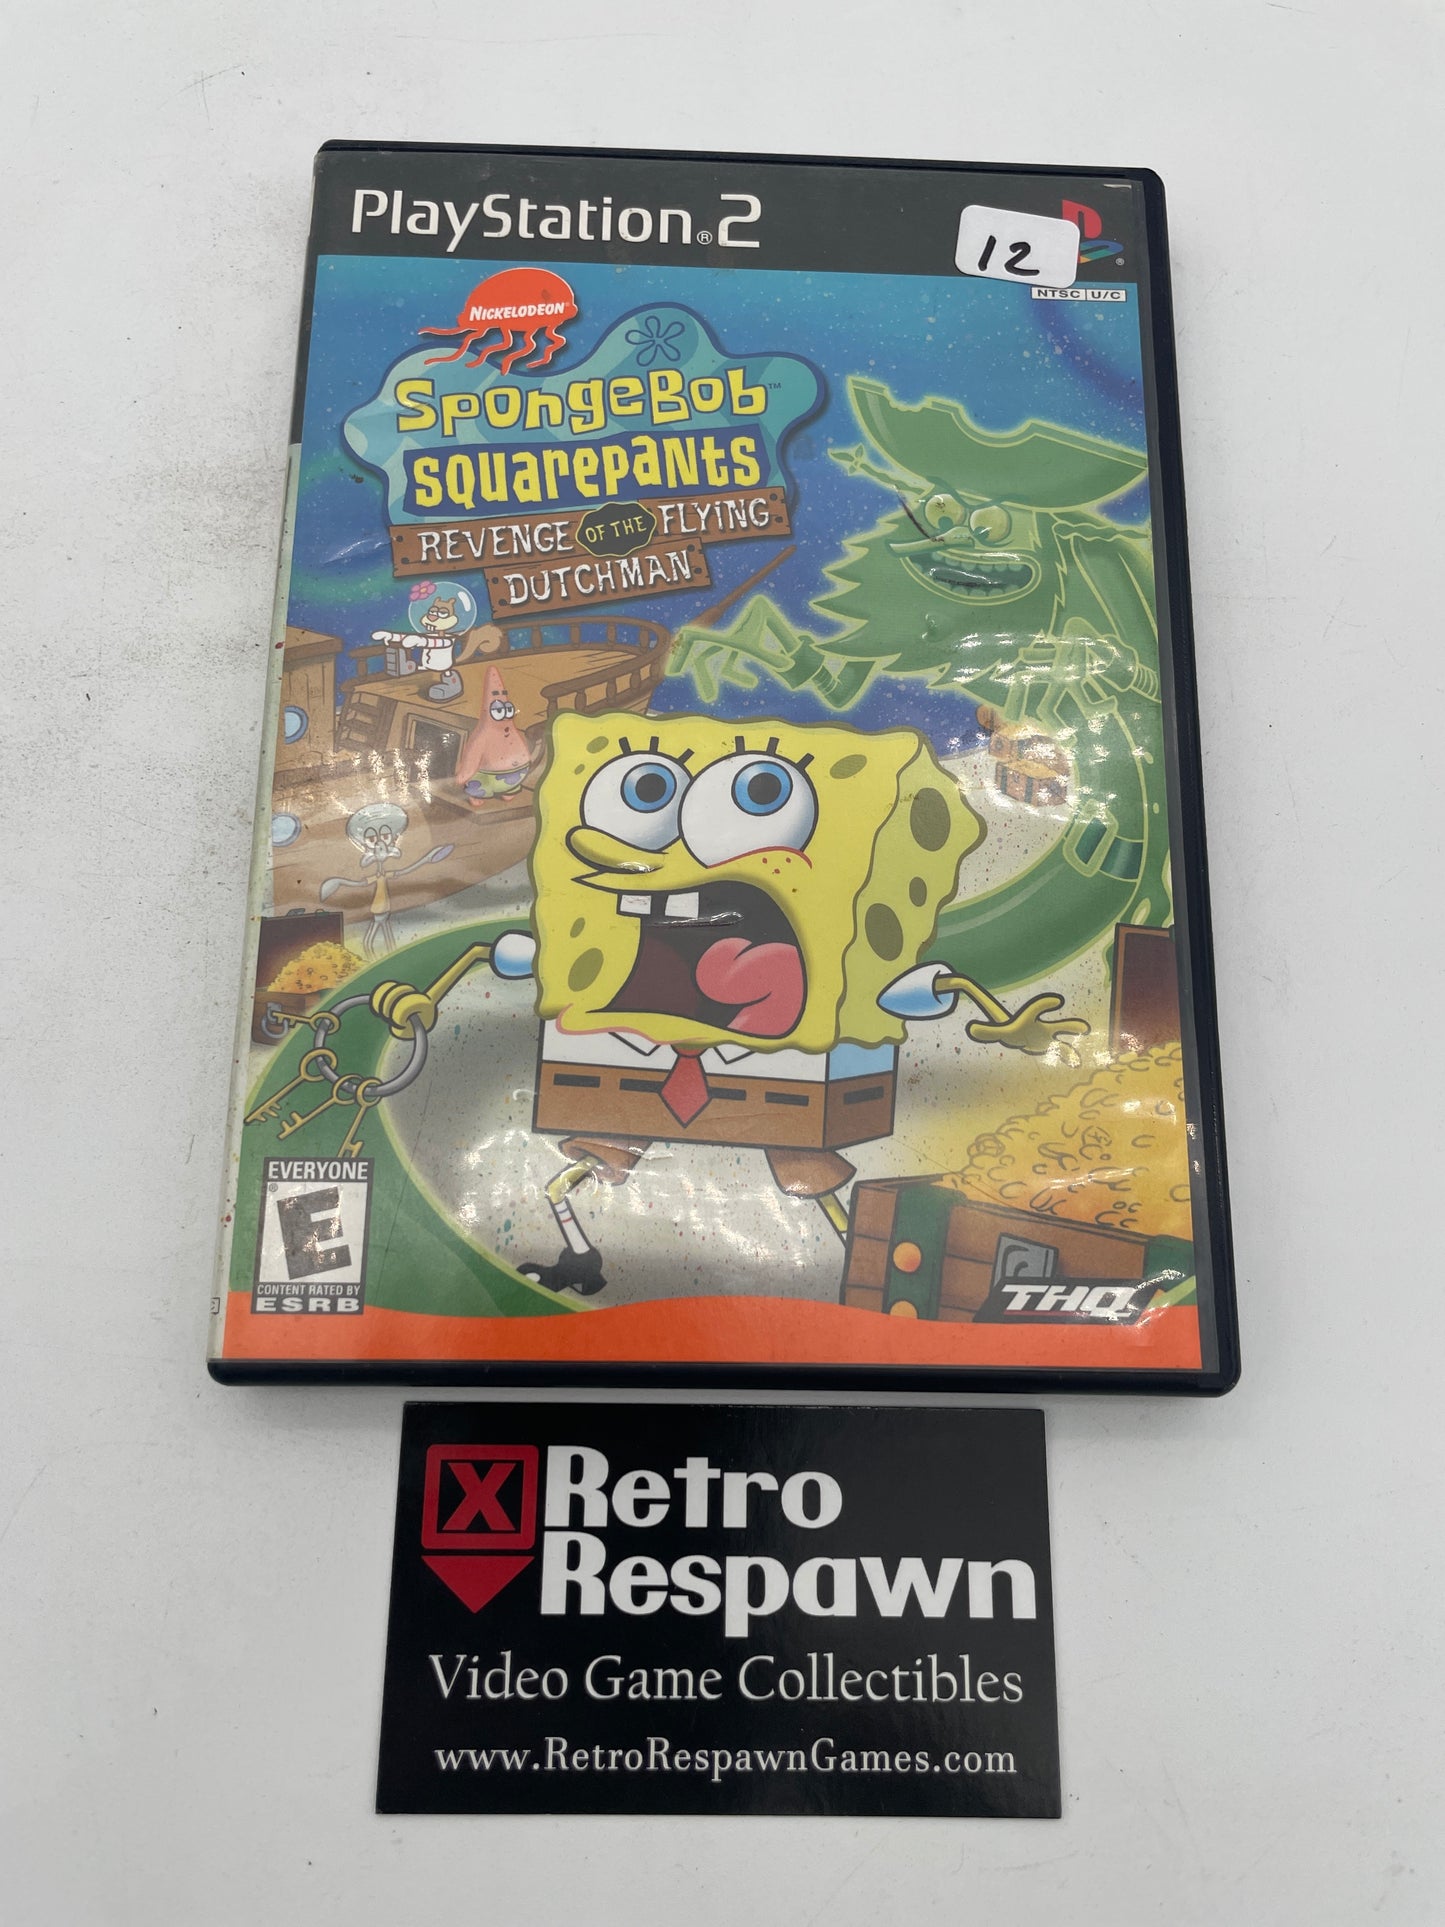 PlayStation®2
12
NTSC U/C
NICKELODEON®
SPONGEBOB™
SQUAREPANTS
REVENGE OF THE FLYING
DUTCHMAN
EVERYONE
E
CONTENT RATED BY
ESRB
THQ
X Retro
Respawn
Video Game Collectibles
www.RetroRespawnGames.com